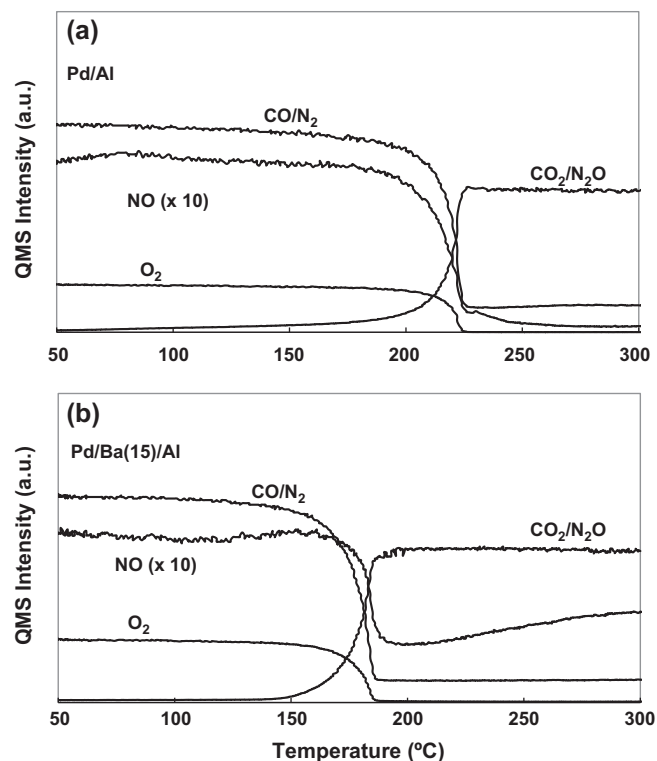 (a)
Pd/Al
CO/N₂
CO₂/N₂O
NO (x 10)
O₂
QMS Intensity (a.u.)
50 100 150 200 250 300
(b)
Pd/Ba(15)/Al
CO/N₂
CO₂/N₂O
NO (x 10)
O₂
QMS Intensity (a.u.)
50 100 150 200 250 300
Temperature (ºC)